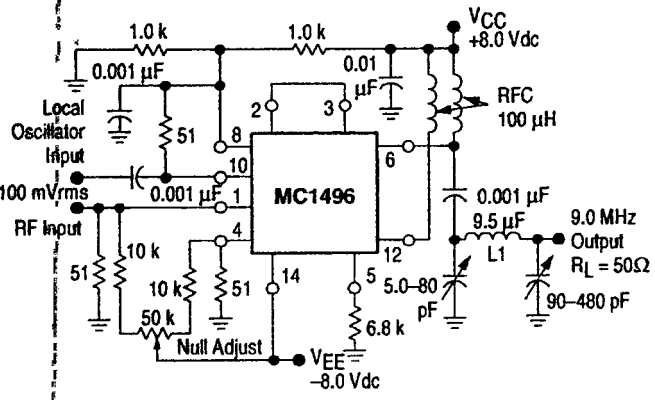 1.0 k
1.0 k
VCC
+8.0 Vdc
0.001 µF
0.01
µF
RFC
100 µH
Local
Oscillator
Input
51
2
3
8
6
10
100 mVrms
0.001 µF
1
MC1496
0.001 µF
RF Input
4
12
9.5 µF
L1
9.0 MHz
Output
RL = 50Ω
51
10 k
10 k
51
14
5
5.0–80
pF
90–480 pF
50 k
6.8 k
Null Adjust
VEE
–8.0 Vdc